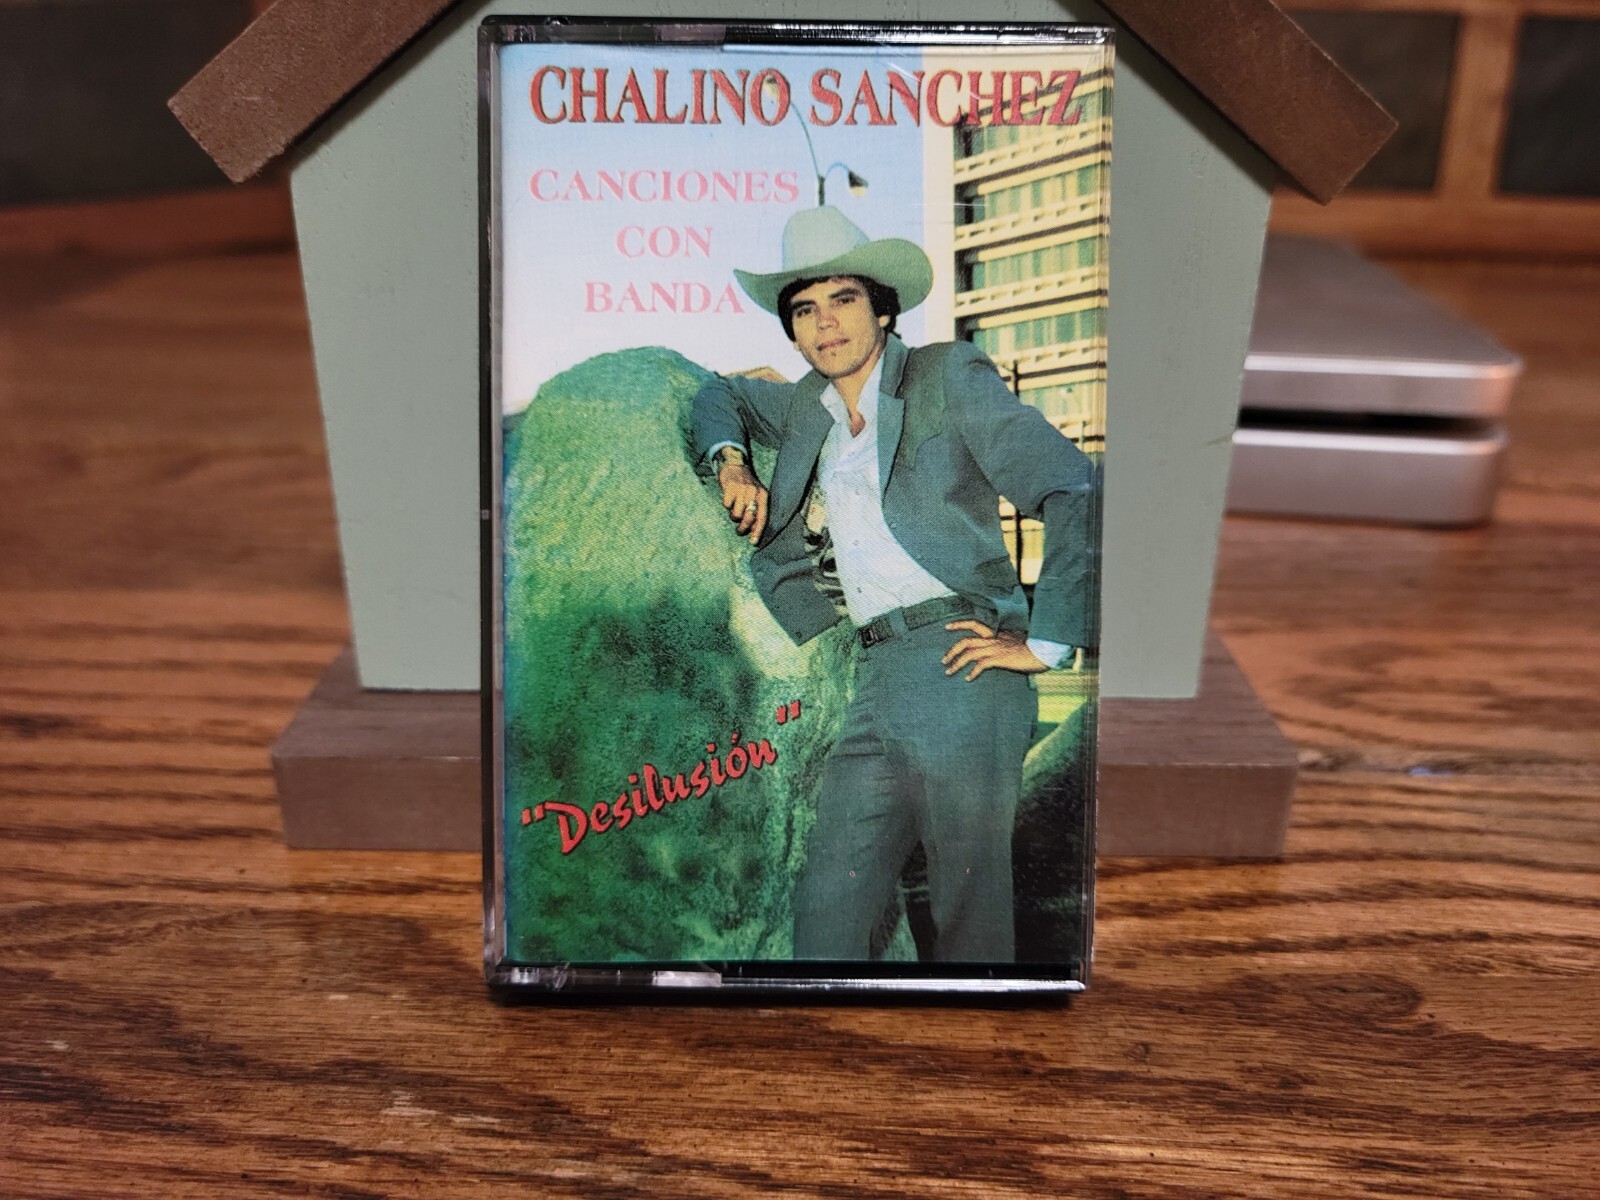 CHALINO SANCHEZ
CANCIONES
CON
BANDA
"Desilusión"